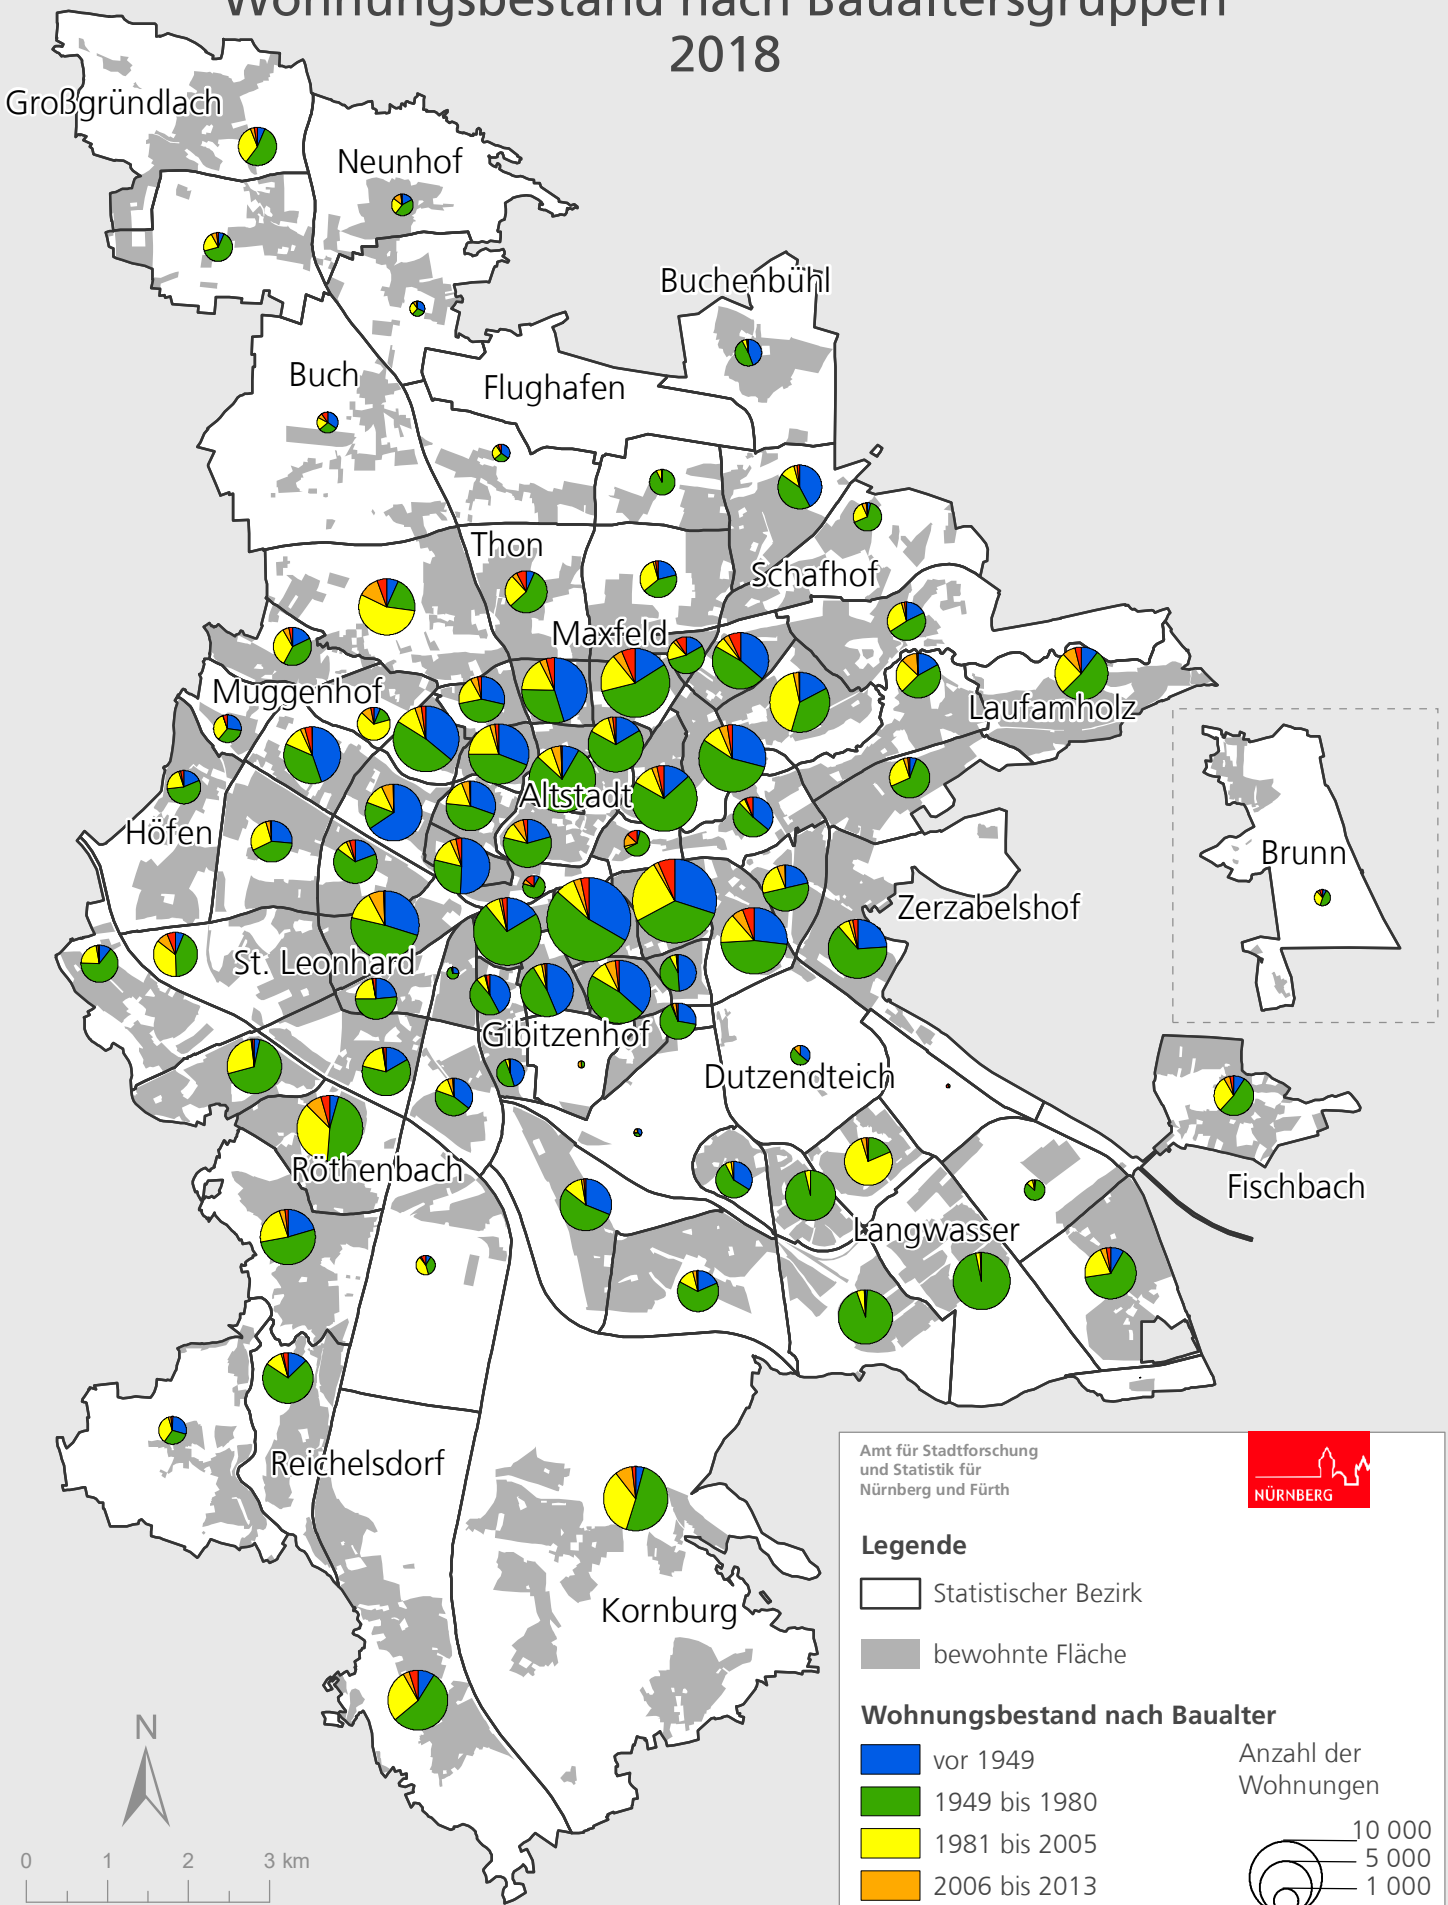 Wohnungsbestand nach Baualtersgruppen
2018
Großgründlach
Neunhof
Buchenbühl
Buch
Flughafen
Thon
Schafhof
Maxfeld
Muggenhof
Laufamholz
Altstadt
Höfen
Brunn
Zerzabelshof
St. Leonhard
Gibitzenhof
Dutzendteich
Röthenbach
Fischbach
Langwasser
Reichelsdorf
Kornburg
N
0 1 2 3 km
Amt für Stadtforschung
und Statistik für
Nürnberg und Fürth
NÜRNBERG
Legende
Statistischer Bezirk
bewohnte Fläche
Wohnungsbestand nach Baualter
vor 1949
1949 bis 1980
1981 bis 2005
2006 bis 2013
Anzahl der
Wohnungen
10 000
5 000
1 000